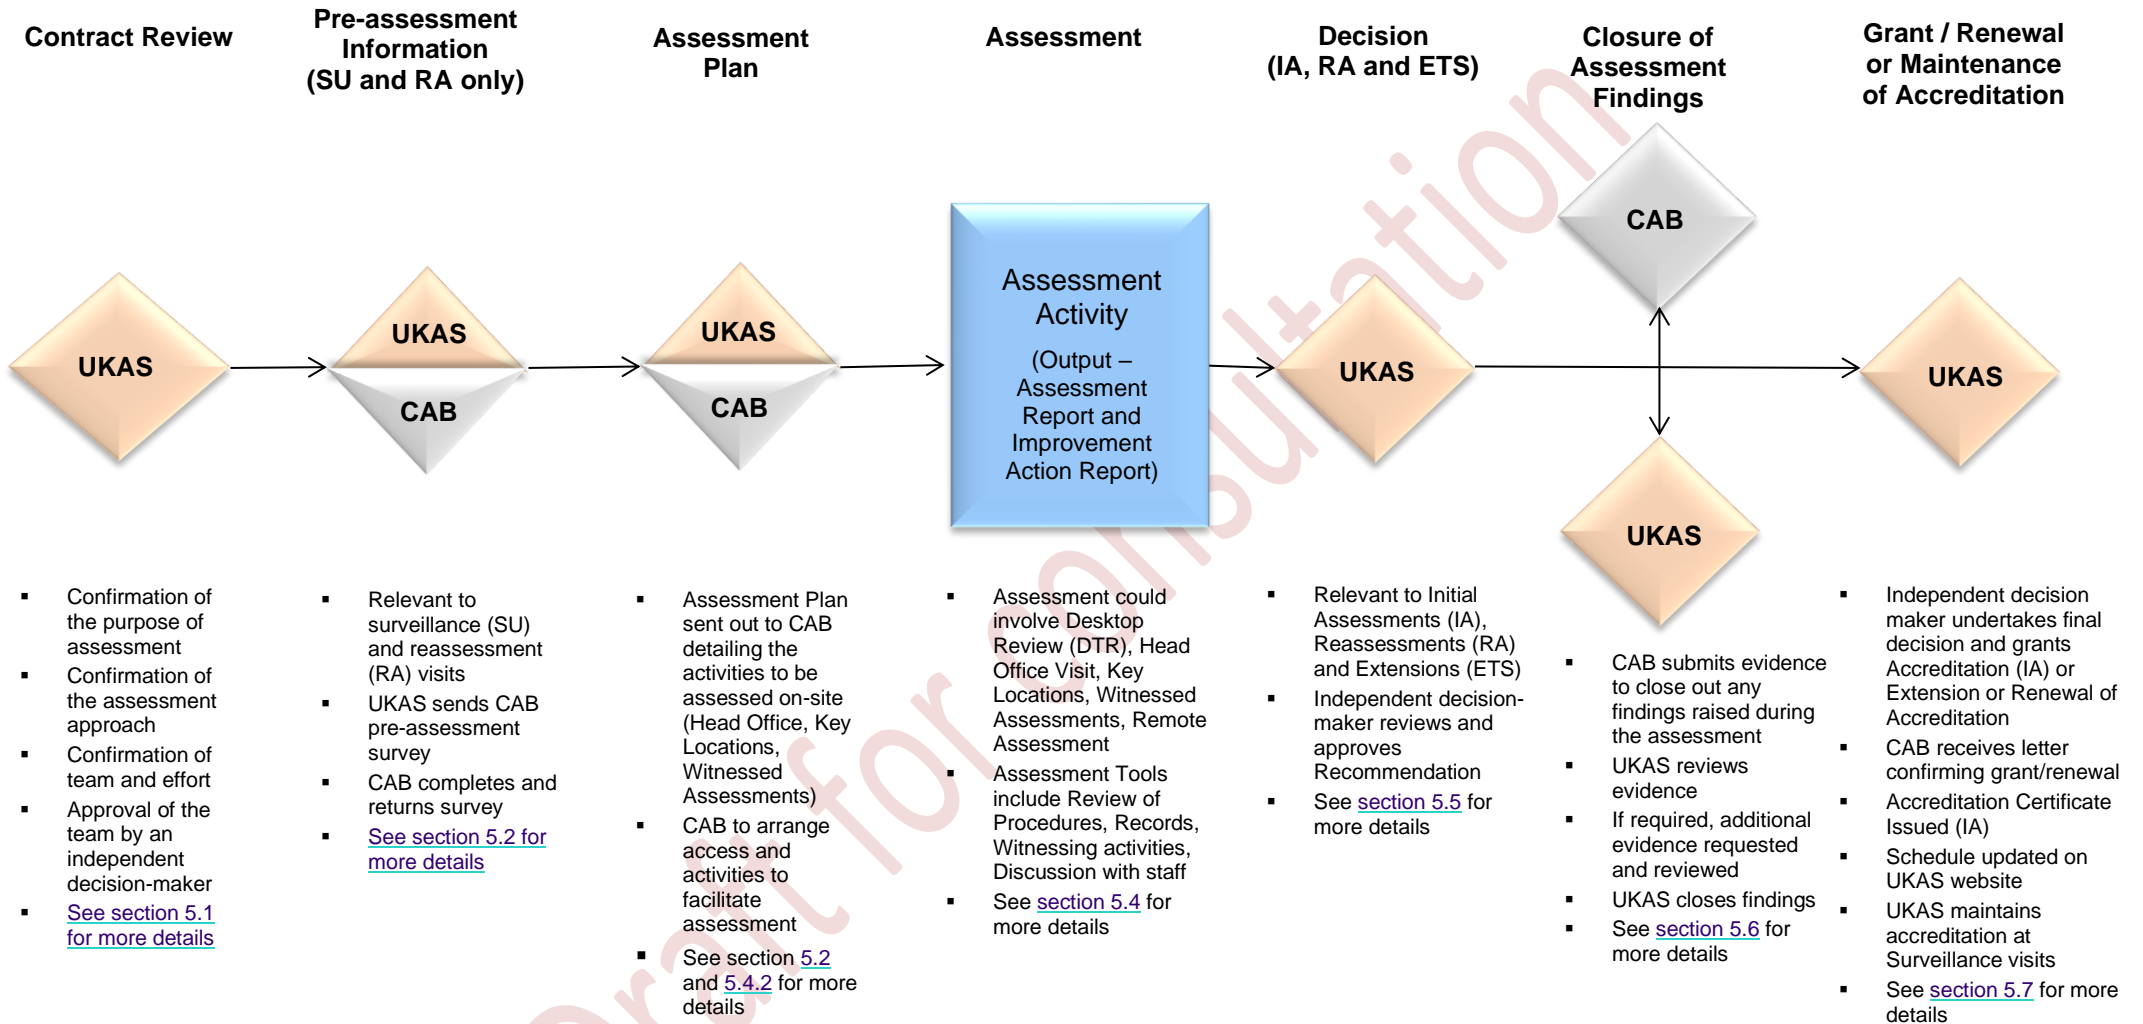 Contract Review
Pre-assessment
Information
(SU and RA only)
Assessment
Plan
Assessment
Decision
(IA, RA and ETS)
Closure of
Assessment
Findings
Grant / Renewal
or Maintenance
of Accreditation
UKAS
UKAS
CAB
UKAS
CAB
Assessment
Activity
(Output –
Assessment
Report and
Improvement
Action Report)
UKAS
CAB
UKAS
UKAS
▪ Confirmation of
the purpose of
assessment
▪ Confirmation of
the assessment
approach
▪ Confirmation of
team and effort
▪ Approval of the
team by an
independent
decision-maker
▪ See section 5.1
for more details
▪ Relevant to
surveillance (SU)
and reassessment
(RA) visits
▪ UKAS sends CAB
pre-assessment
survey
▪ CAB completes and
returns survey
▪ See section 5.2 for
more details
▪ Assessment Plan
sent out to CAB
detailing the
activities to be
assessed on-site
(Head Office, Key
Locations,
Witnessed
Assessments)
▪ CAB to arrange
access and
activities to
facilitate
assessment
▪ See section 5.2
and 5.4.2 for more
details
▪ Assessment could
involve Desktop
Review (DTR), Head
Office Visit, Key
Locations, Witnessed
Assessments, Remote
Assessment
▪ Assessment Tools
include Review of
Procedures, Records,
Witnessing activities,
Discussion with staff
▪ See section 5.4 for
more details
▪ Relevant to Initial
Assessments (IA),
Reassessments (RA)
and Extensions (ETS)
▪ Independent decision-
maker reviews and
approves
Recommendation
▪ See section 5.5 for
more details
▪ CAB submits evidence
to close out any
findings raised during
the assessment
▪ UKAS reviews
evidence
▪ If required, additional
evidence requested
and reviewed
▪ UKAS closes findings
▪ See section 5.6 for
more details
▪ Independent decision
maker undertakes final
decision and grants
Accreditation (IA) or
Extension or Renewal of
Accreditation
▪ CAB receives letter
confirming grant/renewal
▪ Accreditation Certificate
Issued (IA)
▪ Schedule updated on
UKAS website
▪ UKAS maintains
accreditation at
Surveillance visits
▪ See section 5.7 for more
details
Draft for consultation